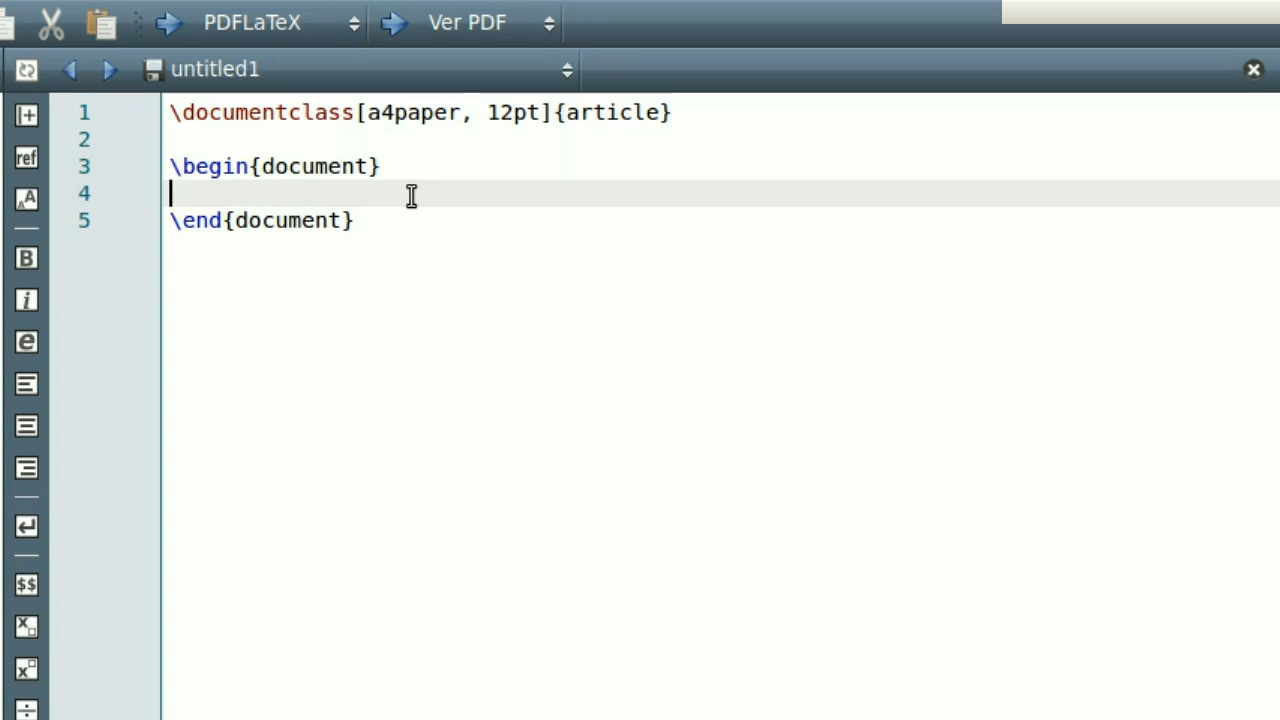 PDFLaTeX Ver PDF
untitled1
1 \documentclass[a4paper, 12pt]{article}
2
3 \begin{document}
4
5 \end{document}
ref
A
B
i
e
$$
x
x